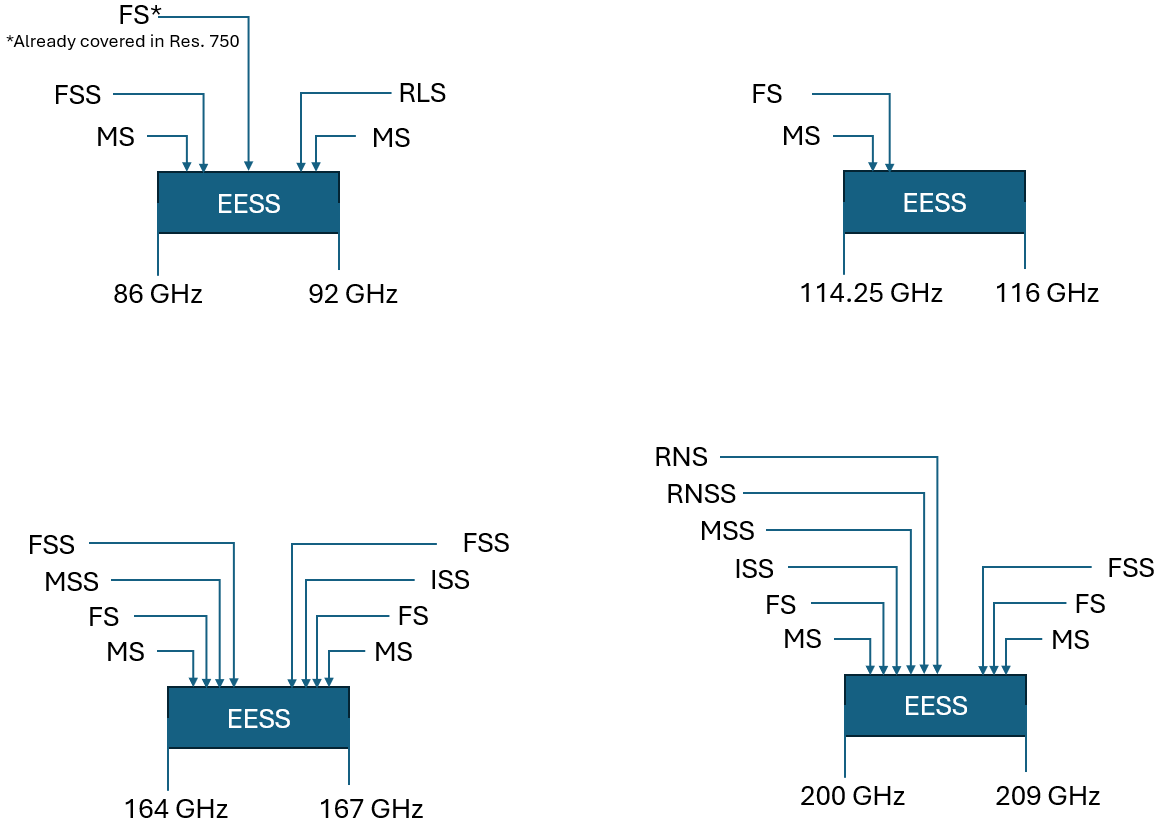 FS*
*Already covered in Res. 750
FSS
RLS
MS
MS
EESS
86 GHz
92 GHz
FS
MS
EESS
114.25 GHz
116 GHz
FSS
FSS
MSS
ISS
FS
FS
MS
MS
EESS
164 GHz
167 GHz
RNS
RNSS
MSS
ISS
FSS
FS
FS
MS
MS
EESS
200 GHz
209 GHz